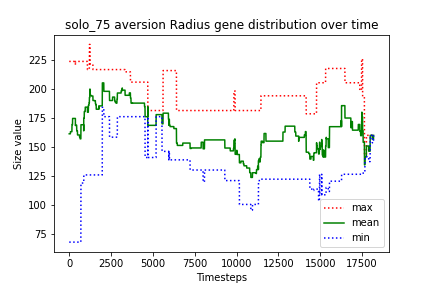 solo_75 aversion Radius gene distribution over time
225
200
175
150
125
100
75
Size value
0
2500
5000
7500
10000
12500
15000
17500
Timesteps
max
mean
min